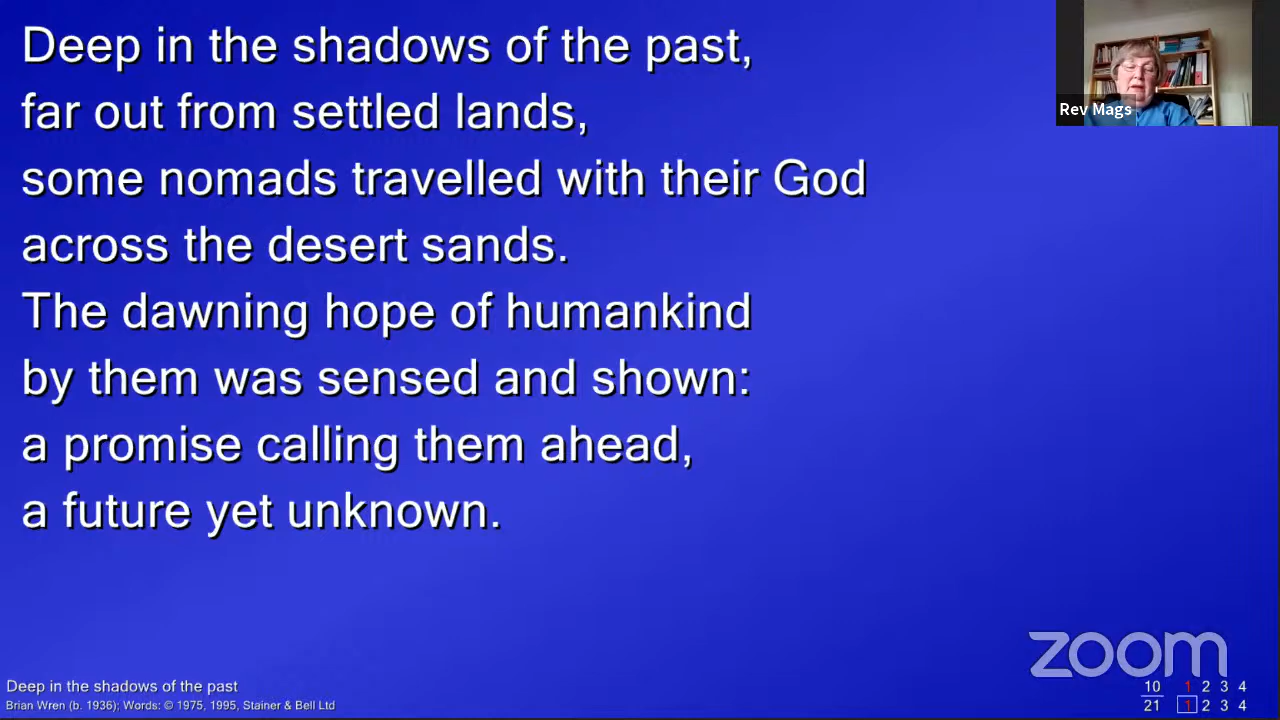 Deep in the shadows of the past,
far out from settled lands,
some nomads travelled with their God
across the desert sands.
The dawning hope of humankind
by them was sensed and shown:
a promise calling them ahead,
a future yet unknown.
Rev Mags
zoom
Deep in the shadows of the past
Brian Wren (b. 1936); Words: © 1975, 1995, Stainer & Bell Ltd
10 1 2 3 4
21 1 2 3 4